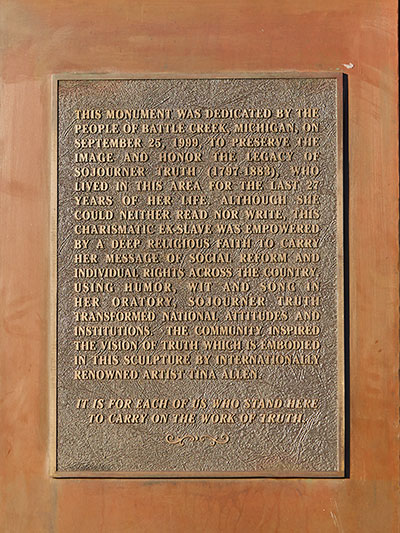 THIS MONUMENT WAS DEDICATED BY THE
PEOPLE OF BATTLE CREEK, MICHIGAN, ON
SEPTEMBER 25, 1999, TO PRESERVE THE
IMAGE AND HONOR THE LEGACY OF
SOJOURNER TRUTH (1797-1883), WHO
LIVED IN THIS AREA FOR THE LAST 27
YEARS OF HER LIFE. ALTHOUGH SHE
COULD NEITHER READ NOR WRITE, THIS
CHARISMATIC EX-SLAVE WAS EMPOWERED
BY A DEEP RELIGIOUS FAITH TO CARRY
HER MESSAGE OF SOCIAL REFORM AND
INDIVIDUAL RIGHTS ACROSS THE COUNTRY.
USING HUMOR, WIT AND SONG IN
HER ORATORY, SOJOURNER TRUTH
TRANSFORMED NATIONAL ATTITUDES AND
INSTITUTIONS. THE COMMUNITY INSPIRED
THE VISION OF TRUTH WHICH IS EMBODIED
IN THIS SCULPTURE BY INTERNATIONALLY
RENOWNED ARTIST TINA ALLEN.
IT IS FOR EACH OF US WHO STAND HERE
TO CARRY ON THE WORK OF TRUTH.